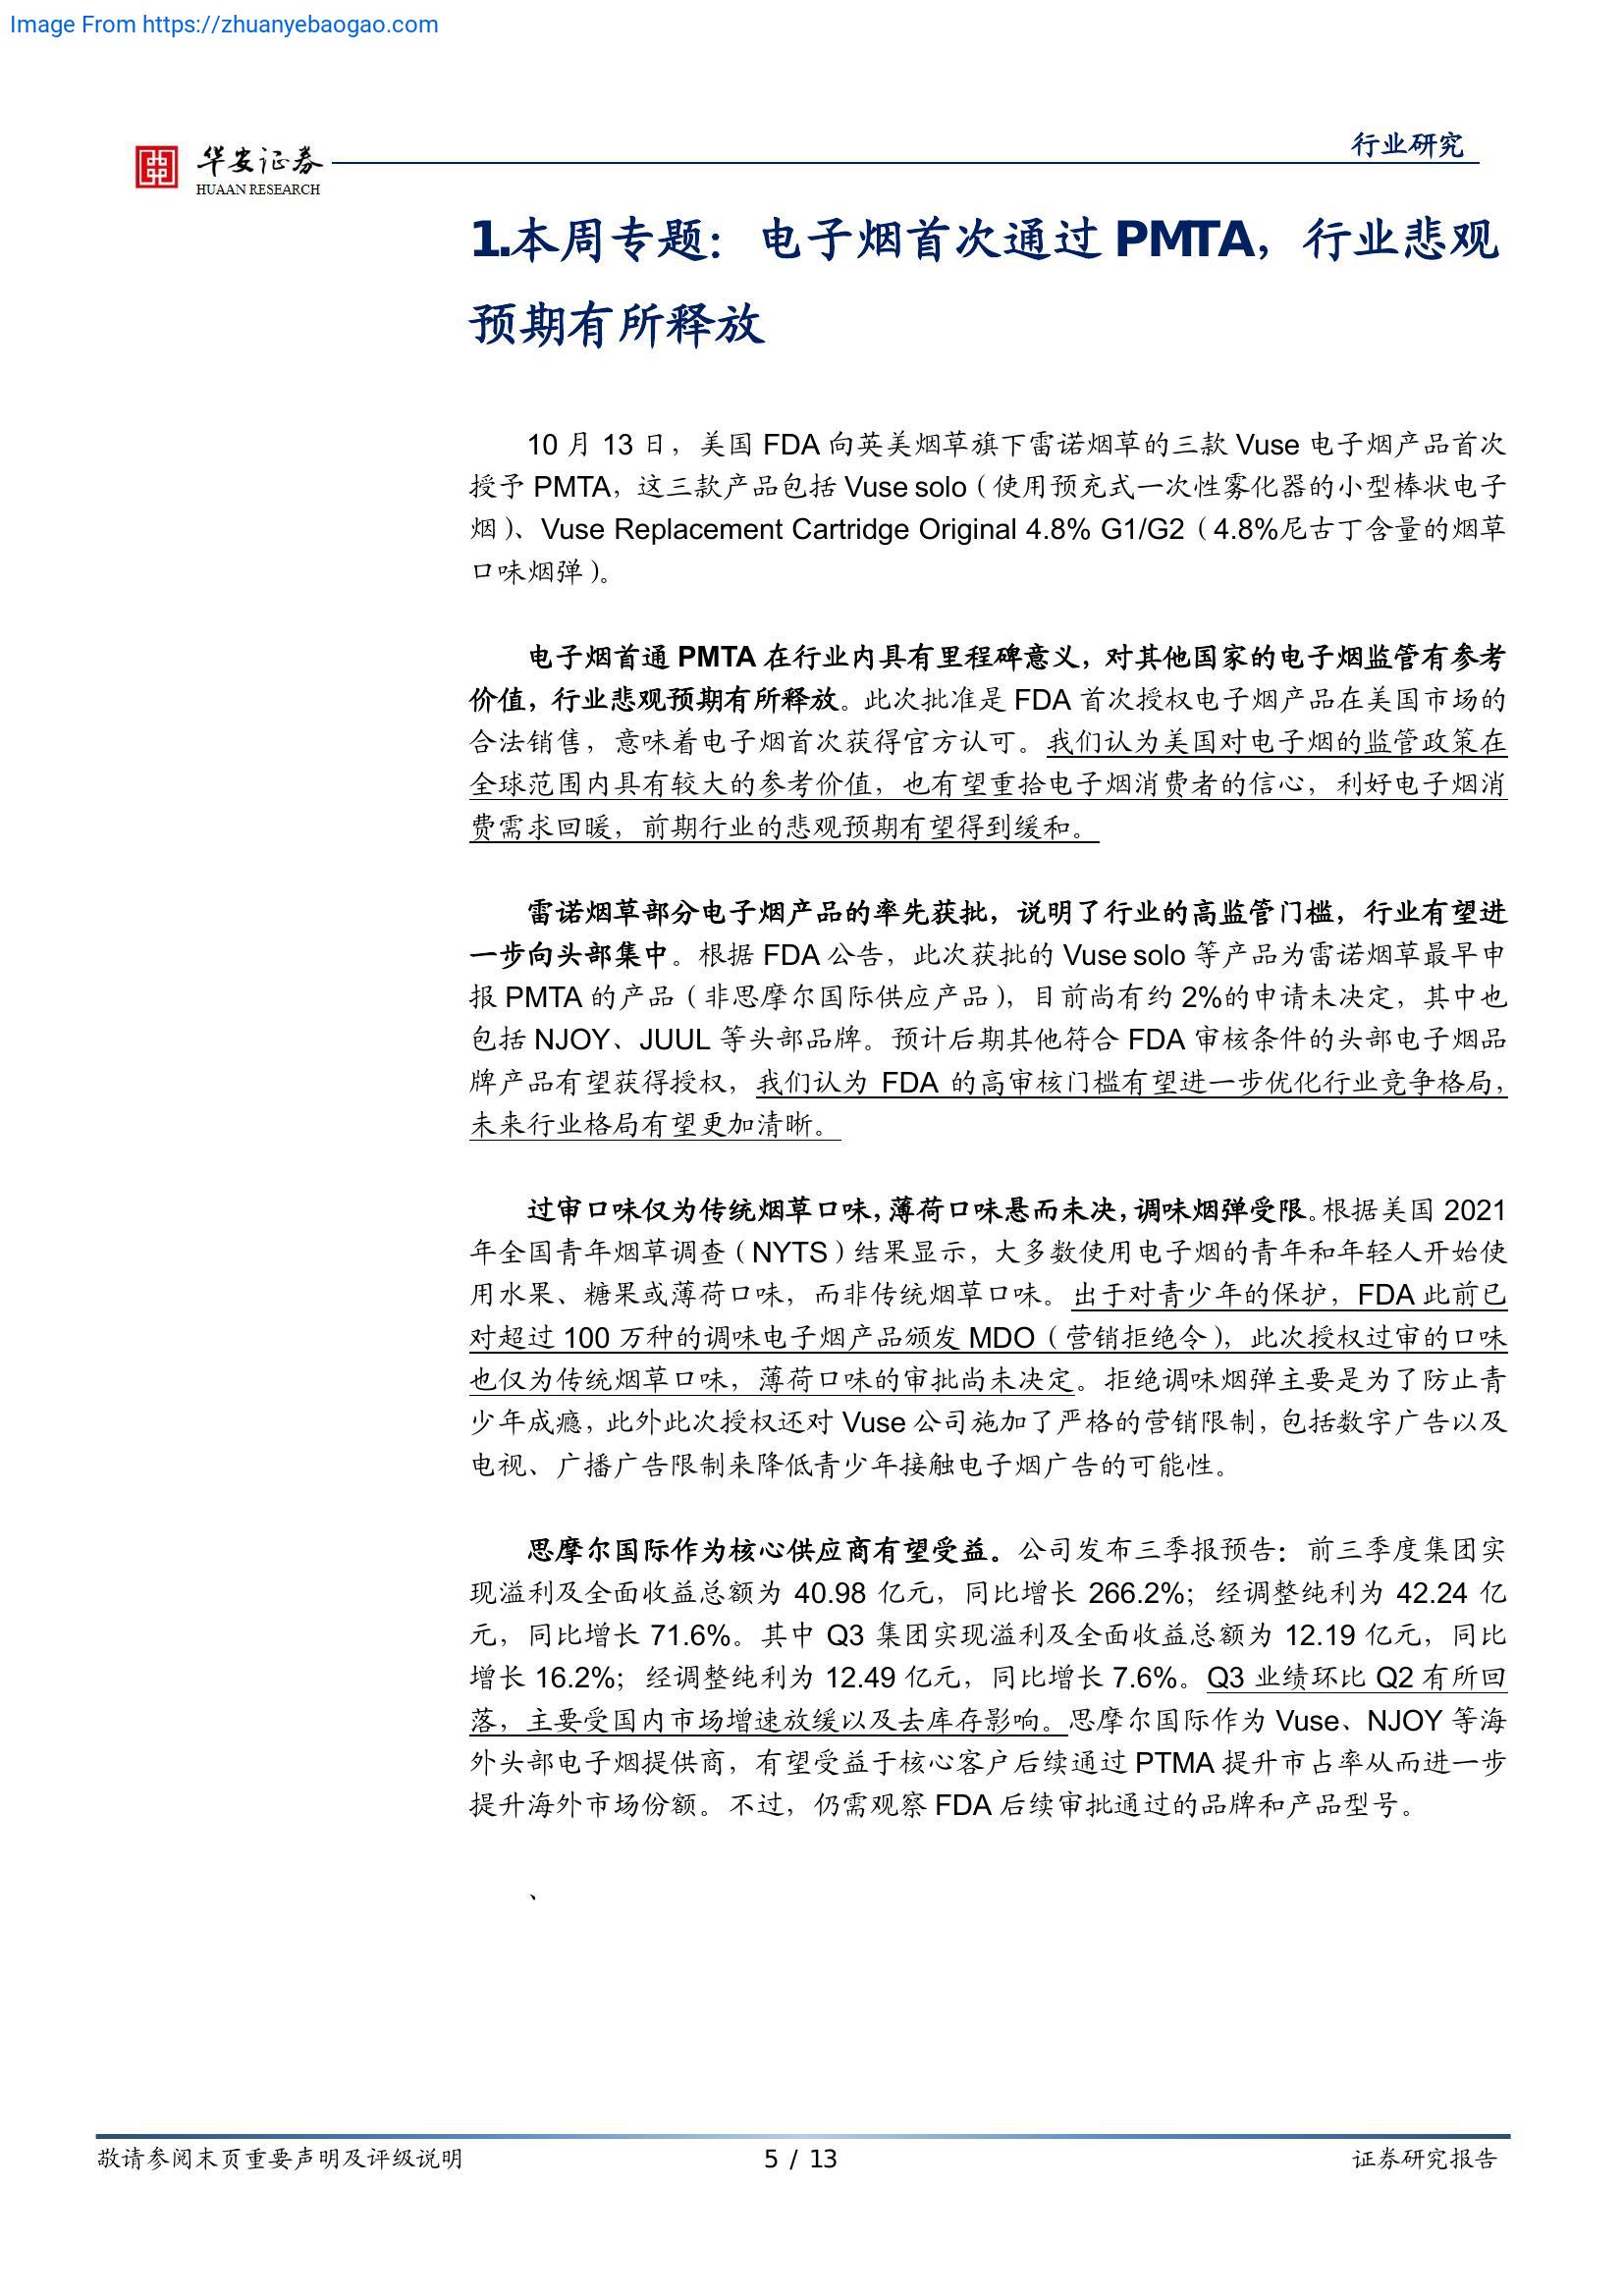 Image From https://zhuanyebaogao.com
华安证券
HUAAN RESEARCH
行业研究
1.本周专题：电子烟首次通过 PMTA，行业悲观
预期有所释放
10 月 13 日，美国 FDA 向英美烟草旗下雷诺烟草的三款 Vuse 电子烟产品首次
授予 PMTA，这三款产品包括 Vuse solo（使用预充式一次性雾化器的小型棒状电子
烟）、Vuse Replacement Cartridge Original 4.8% G1/G2（4.8%尼古丁含量的烟草
口味烟弹）。
电子烟首通 PMTA 在行业内具有里程碑意义，对其他国家的电子烟监管有参考
价值，行业悲观预期有所释放。此次批准是 FDA 首次授权电子烟产品在美国市场的
合法销售，意味着电子烟首次获得官方认可。我们认为美国对电子烟的监管政策在
全球范围内具有较大的参考价值，也有望重拾电子烟消费者的信心，利好电子烟消
费需求回暖，前期行业的悲观预期有望得到缓和。
雷诺烟草部分电子烟产品的率先获批，说明了行业的高监管门槛，行业有望进
一步向头部集中。根据 FDA 公告，此次获批的 Vuse solo 等产品为雷诺烟草最早申
报 PMTA 的产品（非思摩尔国际供应产品），目前尚有约 2%的申请未决定，其中也
包括 NJOY、JUUL 等头部品牌。预计后期其他符合 FDA 审核条件的头部电子烟品
牌产品有望获得授权，我们认为 FDA 的高审核门槛有望进一步优化行业竞争格局，
未来行业格局有望更加清晰。
过审口味仅为传统烟草口味，薄荷口味悬而未决，调味烟弹受限。根据美国 2021
年全国青年烟草调查（NYTS）结果显示，大多数使用电子烟的青年和年轻人开始使
用水果、糖果或薄荷口味，而非传统烟草口味。出于对青少年的保护，FDA 此前已
对超过 100 万种的调味电子烟产品颁发 MDO（营销拒绝令），此次授权过审的口味
也仅为传统烟草口味，薄荷口味的审批尚未决定。拒绝调味烟弹主要是为了防止青
少年成瘾，此外此次授权还对 Vuse 公司施加了严格的营销限制，包括数字广告以及
电视、广播广告限制来降低青少年接触电子烟广告的可能性。
思摩尔国际作为核心供应商有望受益。公司发布三季报预告：前三季度集团实
现溢利及全面收益总额为 40.98 亿元，同比增长 266.2%；经调整纯利为 42.24 亿
元，同比增长 71.6%。其中 Q3 集团实现溢利及全面收益总额为 12.19 亿元，同比
增长 16.2%；经调整纯利为 12.49 亿元，同比增长 7.6%。Q3 业绩环比 Q2 有所回
落，主要受国内市场增速放缓以及去库存影响。思摩尔国际作为 Vuse、NJOY 等海
外头部电子烟提供商，有望受益于核心客户后续通过 PTMA 提升市占率从而进一步
提升海外市场份额。不过，仍需观察 FDA 后续审批通过的品牌和产品型号。
、
敬请参阅末页重要声明及评级说明
5 / 13
证券研究报告